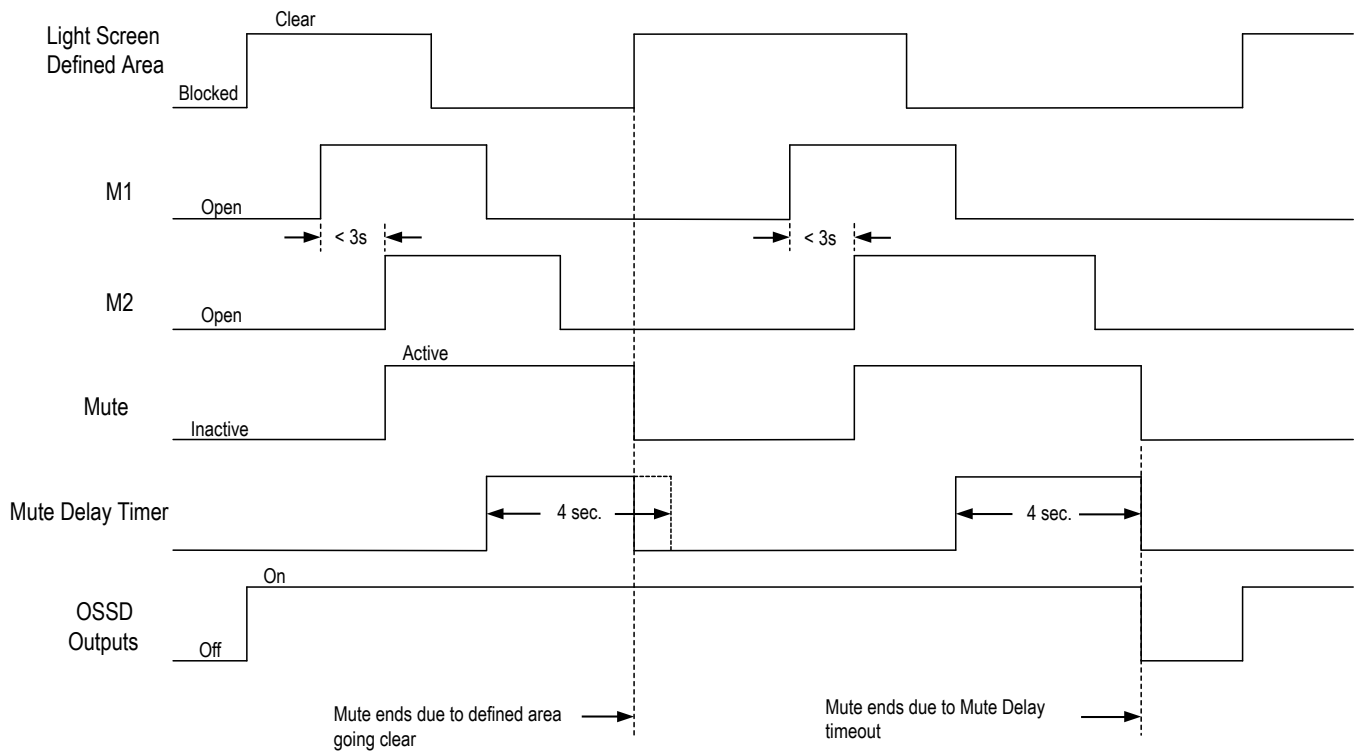 Clear
Light Screen
Defined Area
Blocked
M1
Open
< 3s
< 3s
M2
Open
Active
Mute
Inactive
Mute Delay Timer
4 sec.
4 sec.
On
OSSD
Outputs
Off
Mute ends due to defined area
going clear
Mute ends due to Mute Delay
timeout